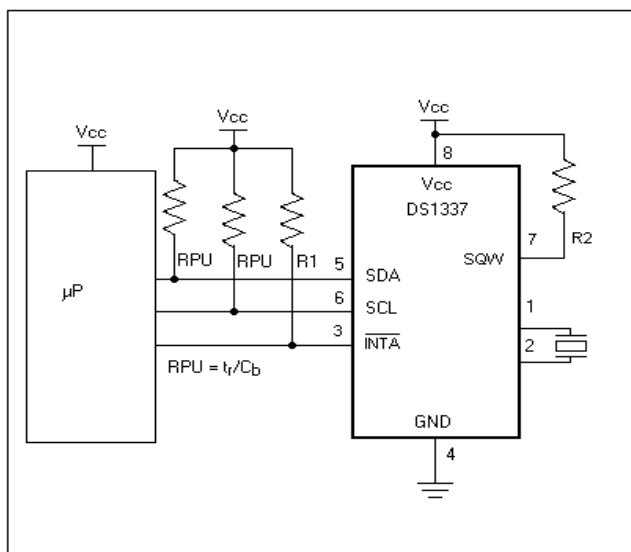 Vcc
Vcc
Vcc
8
Vcc
DS1337
7
R2
RPU
RPU
R1
5
SDA
SQW
µP
6
SCL
1
3
INTA
2
RPU = tr/Cb
GND
4